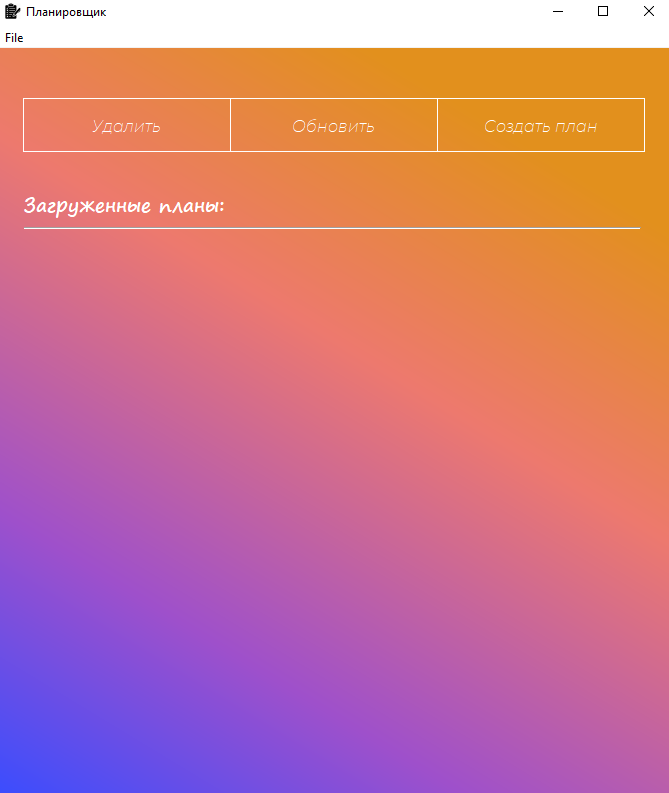 Планировщик
File
Удалить Обновить Создать план
Загруженные планы: